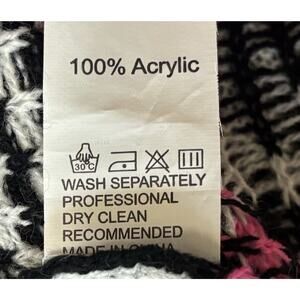 100% Acrylic
30°C
WASH SEPARATELY
PROFESSIONAL
DRY CLEAN
RECOMMENDED
MADE IN CHINA